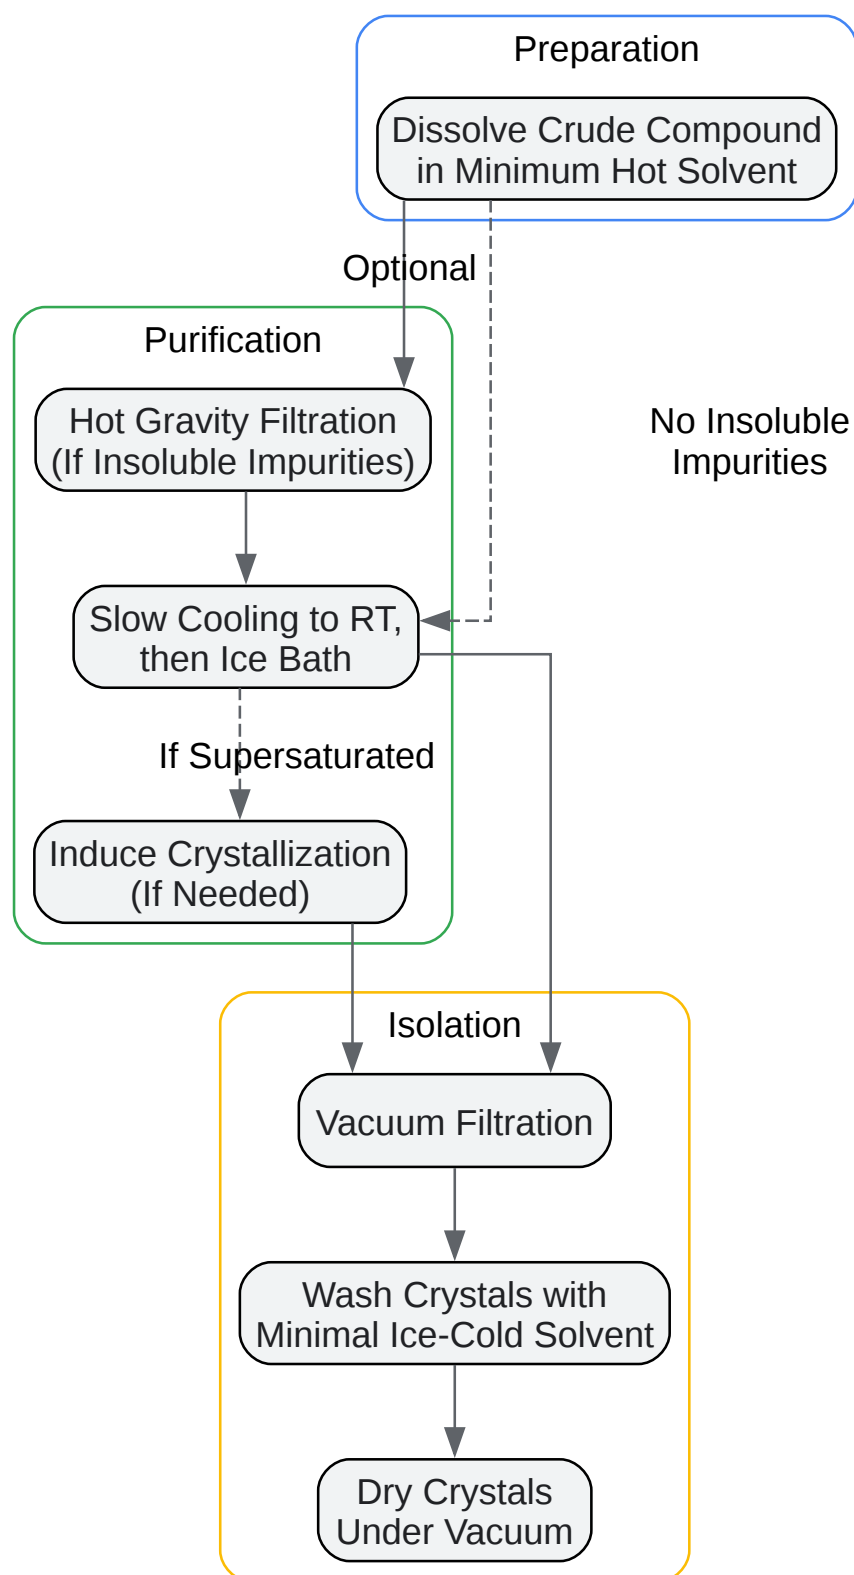 Preparation
Dissolve Crude Compound
in Minimum Hot Solvent
Optional
Purification
Hot Gravity Filtration
(If Insoluble Impurities)
No Insoluble
Impurities
Slow Cooling to RT,
then Ice Bath
If Supersaturated
Induce Crystallization
(If Needed)
Isolation
Vacuum Filtration
Wash Crystals with
Minimal Ice-Cold Solvent
Dry Crystals
Under Vacuum